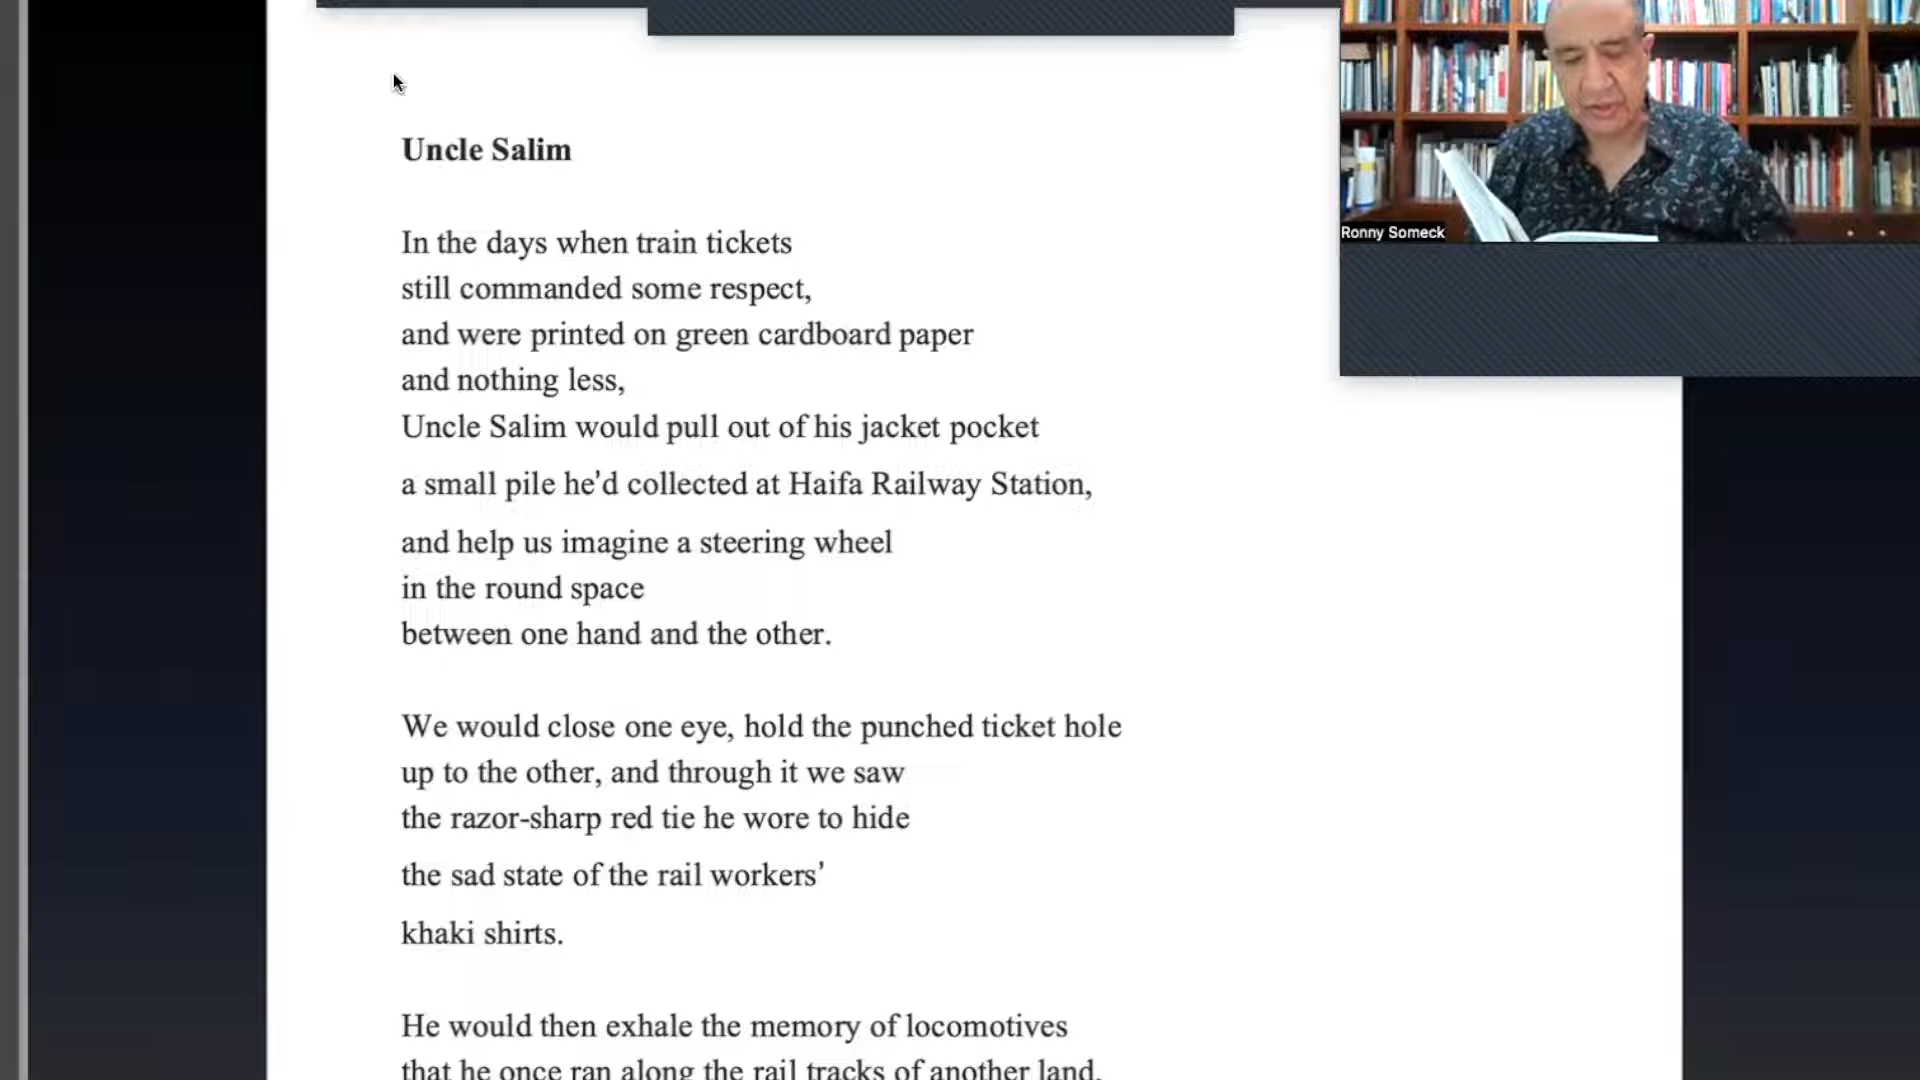 Uncle Salim
In the days when train tickets
still commanded some respect,
and were printed on green cardboard paper
and nothing less,
Uncle Salim would pull out of his jacket pocket
a small pile he'd collected at Haifa Railway Station,
and help us imagine a steering wheel
in the round space
between one hand and the other.
We would close one eye, hold the punched ticket hole
up to the other, and through it we saw
the razor-sharp red tie he wore to hide
the sad state of the rail workers'
khaki shirts.
He would then exhale the memory of locomotives
that he once ran along the rail tracks of another land,
Ronny Someck